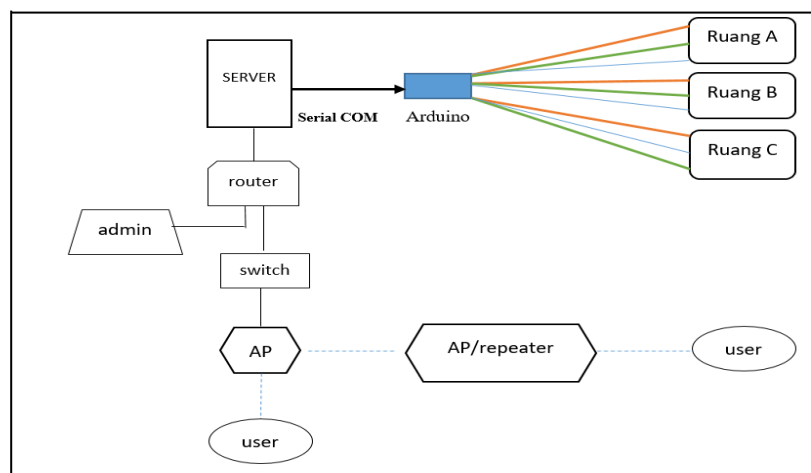 Ruang A
SERVER
Ruang B
Serial COM
Arduino
Ruang C
router
admin
switch
AP
AP/repeater
user
user